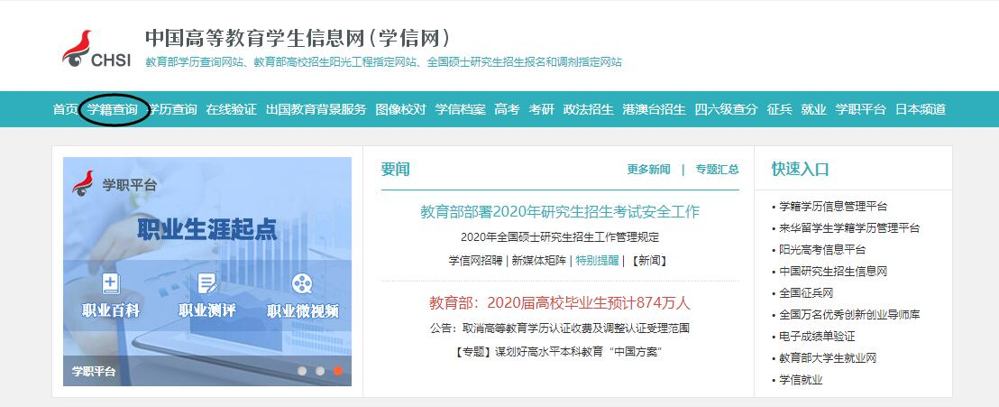 CHSI
中国高等教育学生信息网(学信网)
教育部学历查询网站、教育部高校招生阳光工程指定网站、全国硕士研究生招生报名和调剂指定网站
首页 学籍查询 学历查询 在线验证 出国教育背景服务 图像校对 学信档案 高考 考研 政法招生 港澳台招生 四六级查分 征兵 就业 学职平台 日本频道
学职平台
职业生涯起点
职业百科 职业测评 职业微视频
学职平台
要闻 更多新闻 | 专题汇总
教育部部署2020年研究生招生考试安全工作
2020年全国硕士研究生招生工作管理规定
学信网招聘 | 新媒体矩阵 | 特别提醒 | 【新闻】
教育部：2020届高校毕业生预计874万人
公告：取消高等教育学历认证收费及调整认证受理范围
【专题】谋划好高水平本科教育“中国方案”
快速入口
• 学籍学历信息管理平台
• 来华留学生学籍学历管理平台
• 阳光高考信息平台
• 中国研究生招生信息网
• 全国征兵网
• 全国万名优秀创新创业导师库
• 电子成绩单验证
• 教育部大学生就业网
• 学信就业